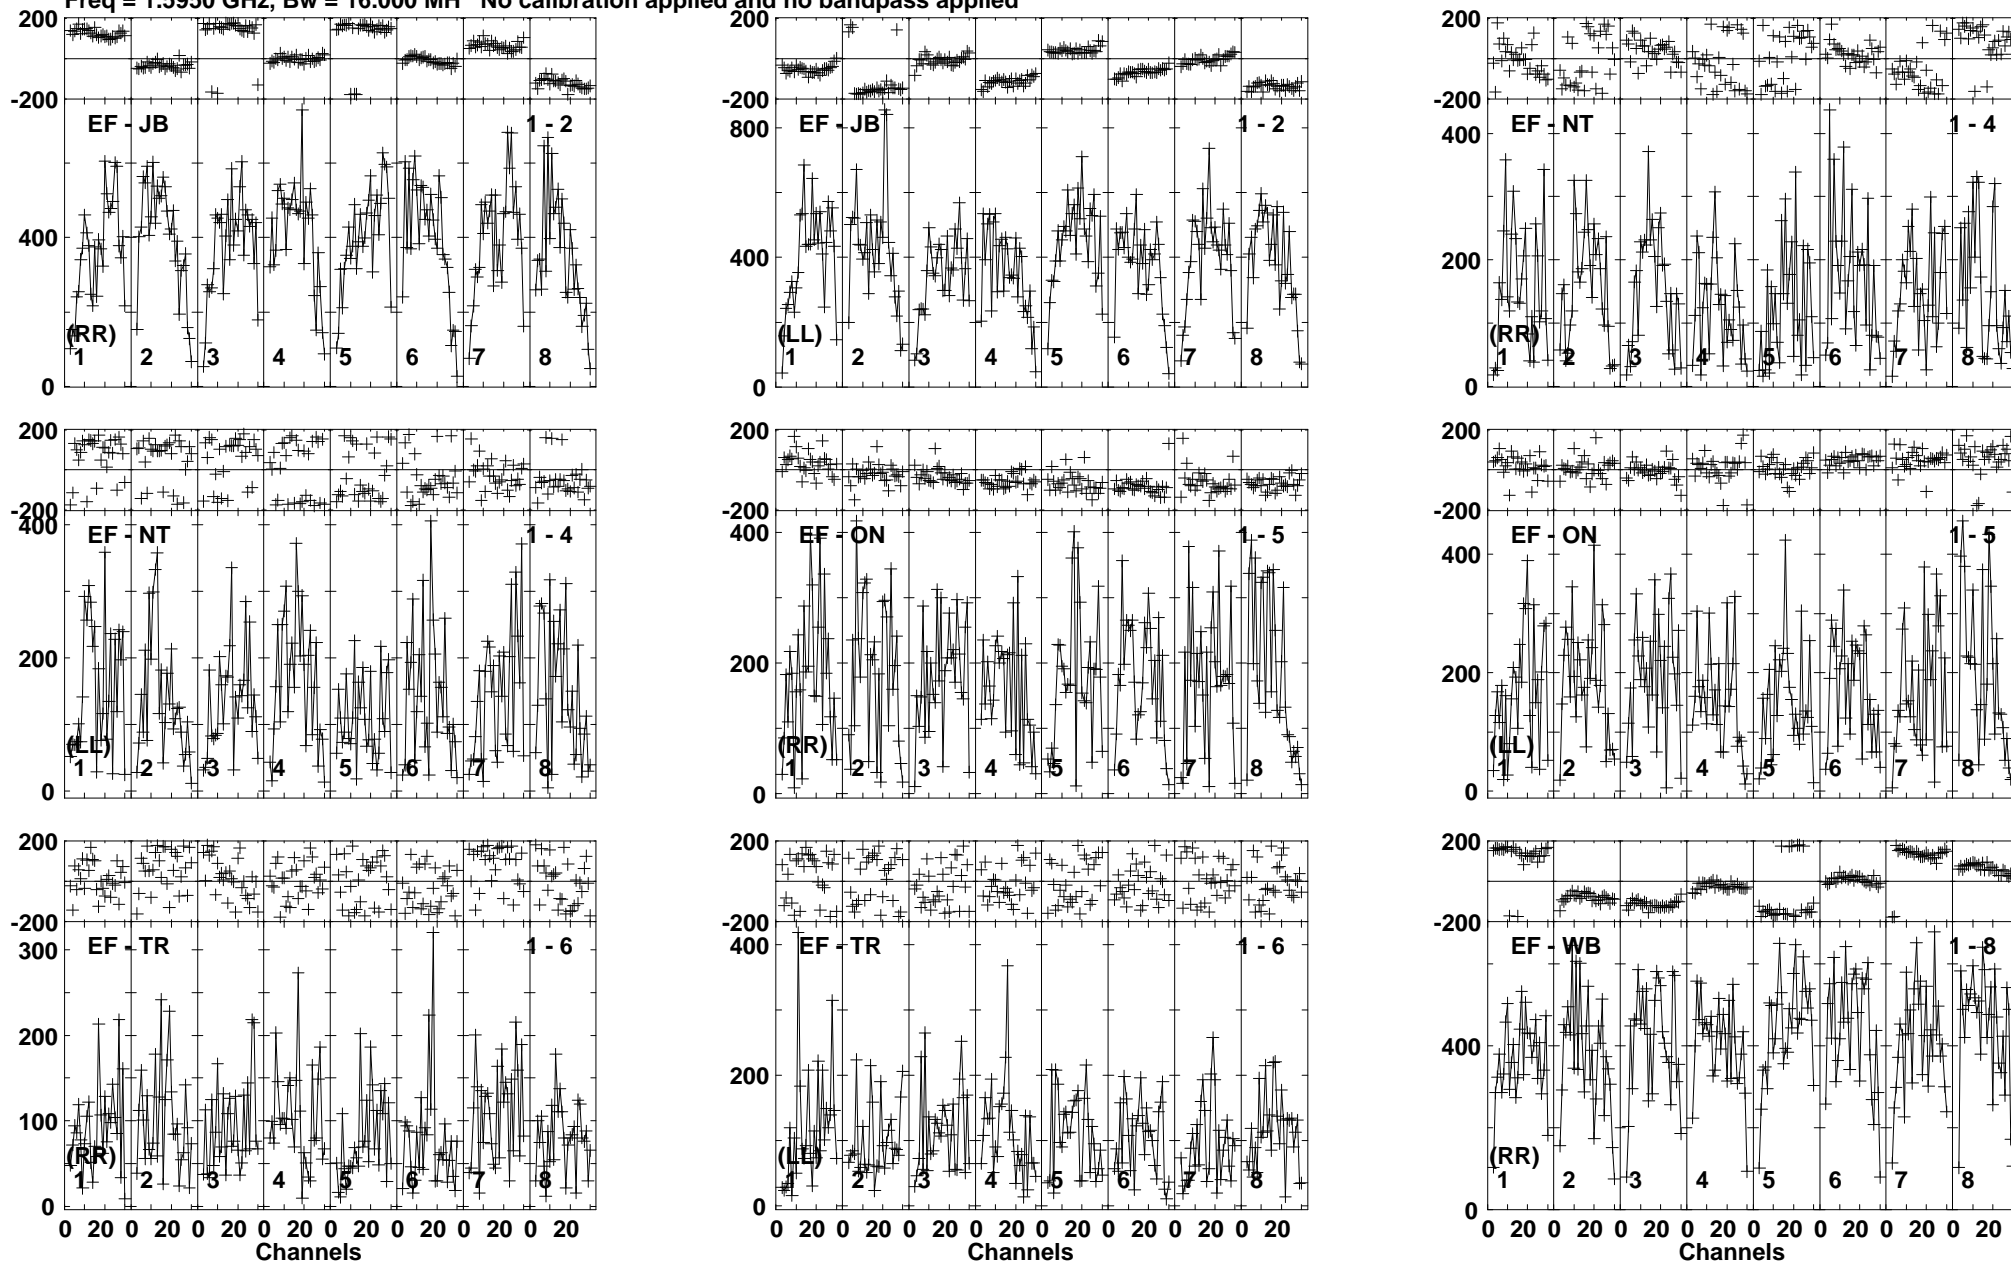 Freq = 1.5950 GHz, Bw = 16.000 MH No calibration applied and no bandpass applied
200 200 200
-200 -200 -200
EF - JB 1 - 2 800 EF - JB 1 - 2 400 EF - NT 1 - 4
400 400 200
(RR) (LL) (RR)
1 2 3 4 5 6 7 8 1 2 3 4 5 6 7 8 1 2 3 4 5 6 7 8
0 0 0
200 200 200
-200 -200 -200
400 EF - NT 1 - 4 400 EF - ON 1 - 5 400 EF - ON 1 - 5
200 200 200
(LL) (RR) (LL)
1 2 3 4 5 6 7 8 1 2 3 4 5 6 7 8 1 2 3 4 5 6 7 8
0 0 0
200 200 200
-200 -200 -200
300 EF - TR 1 - 6 400 EF - TR 1 - 6 EF - WB 1 - 8
200 200 400
100
(RR) (LL) (RR)
1 2 3 4 5 6 7 8 1 2 3 4 5 6 7 8 1 2 3 4 5 6 7 8
0 0 0
0 20 0 20 0 20 0 20 0 20 0 20 0 20 0 20 0 20 0 20 0 20 0 20 0 20 0 20 0 20 0 20 0 20 0 20 0 20 0 20 0 20 0 20 0 20 0 20
Channels Channels Channels